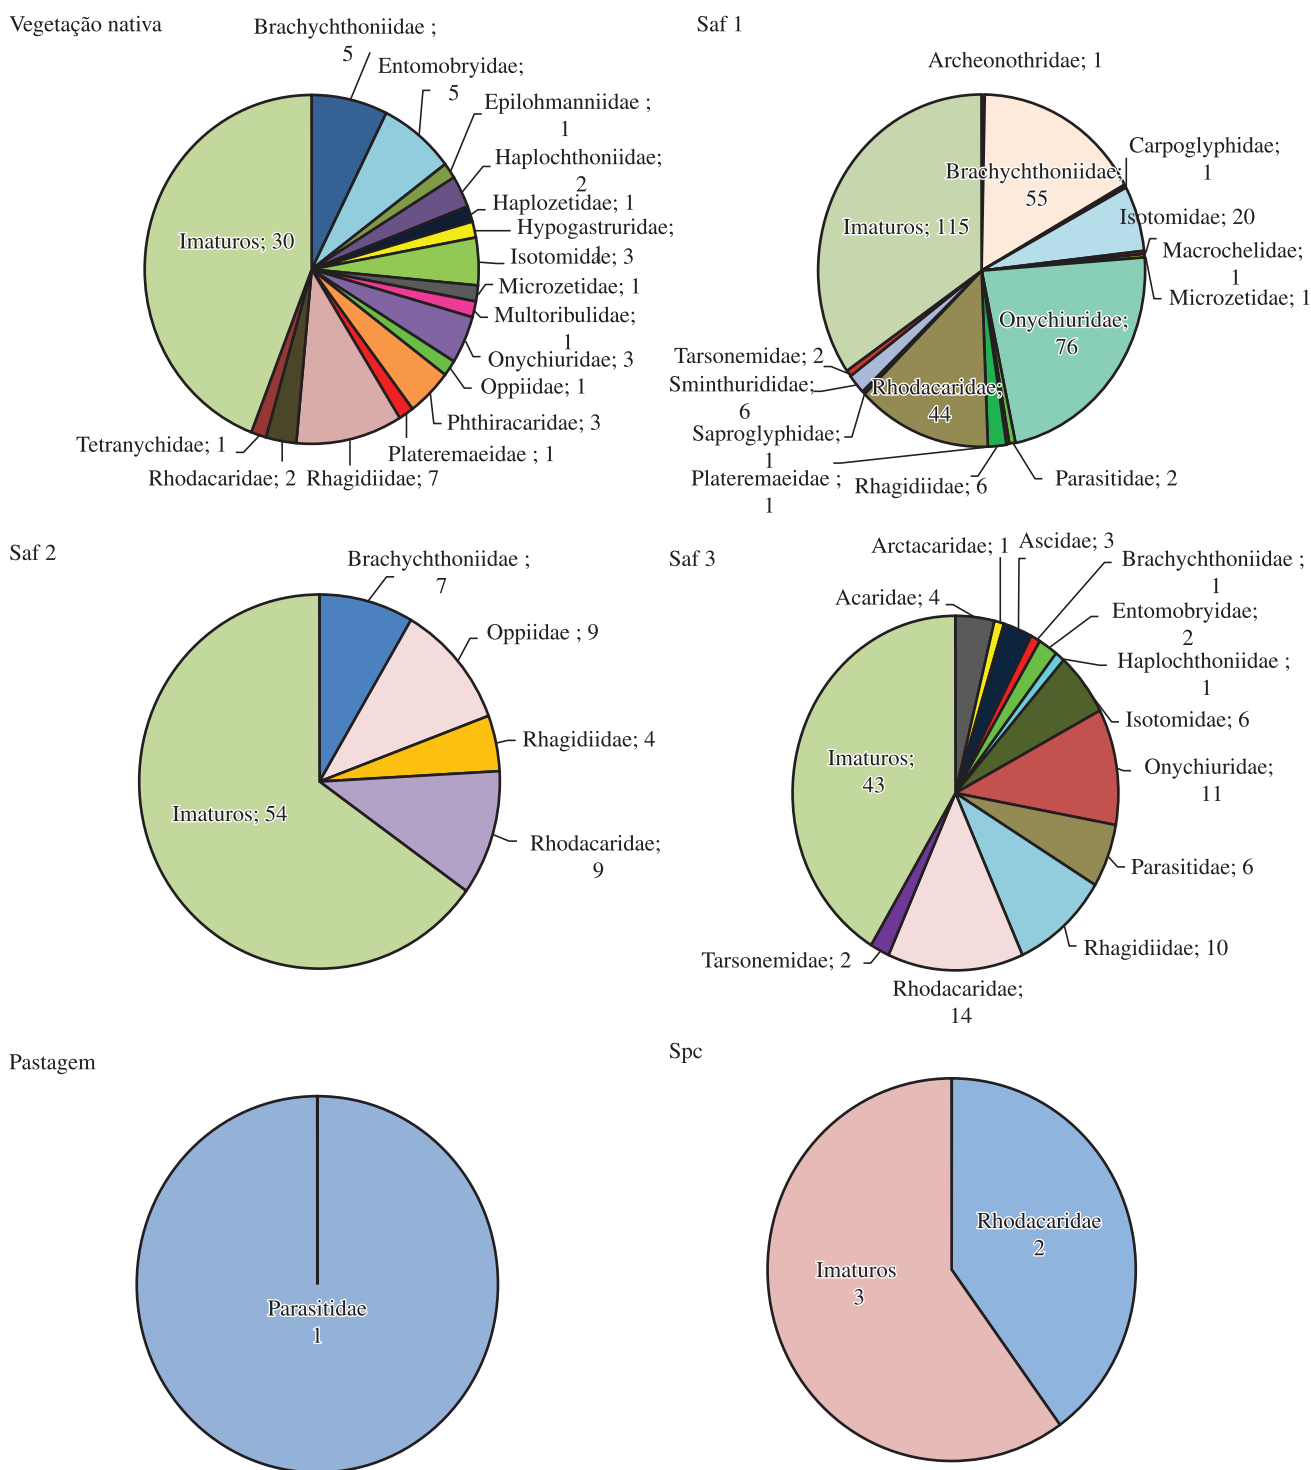 Vegetação nativa
Brachychthoniidae ;
5
Entomobryidae;
5
Epilohmanniidae ;
1
Haplochthoniidae;
2
Haplozetidae; 1
Hypogastruridae;
1
Isotomidae; 3
Microzetidae; 1
Multoribulidae;
1
Onychiuridae; 3
Oppiidae; 1
Phthiracaridae; 3
Plateremaeidae ; 1
Rhagidiidae; 7
Rhodacaridae; 2
Tetranychidae; 1
Imaturos; 30
Saf 1
Archeonothridae; 1
Brachychthoniidae;
55
Carpoglyphidae;
1
Isotomidae; 20
Macrochelidae;
1
Microzetidae; 1
Onychiuridae;
76
Parasitidae; 2
Rhagidiidae; 6
Plateremaeidae ;
1
Rhodacaridae;
44
Saproglyphidae;
1
Sminthurididae;
6
Tarsonemidae; 2
Imaturos; 115
Saf 2
Brachychthoniidae ;
7
Oppiidae ; 9
Rhagidiidae; 4
Rhodacaridae;
9
Imaturos; 54
Saf 3
Acaridae; 4
Arctacaridae; 1
Ascidae; 3
Brachychthoniidae ;
1
Entomobryidae;
2
Haplochthoniidae ;
1
Isotomidae; 6
Onychiuridae;
11
Parasitidae; 6
Rhagidiidae; 10
Rhodacaridae;
14
Tarsonemidae; 2
Imaturos;
43
Pastagem
Parasitidae
1
Spc
Rhodacaridae
2
Imaturos
3